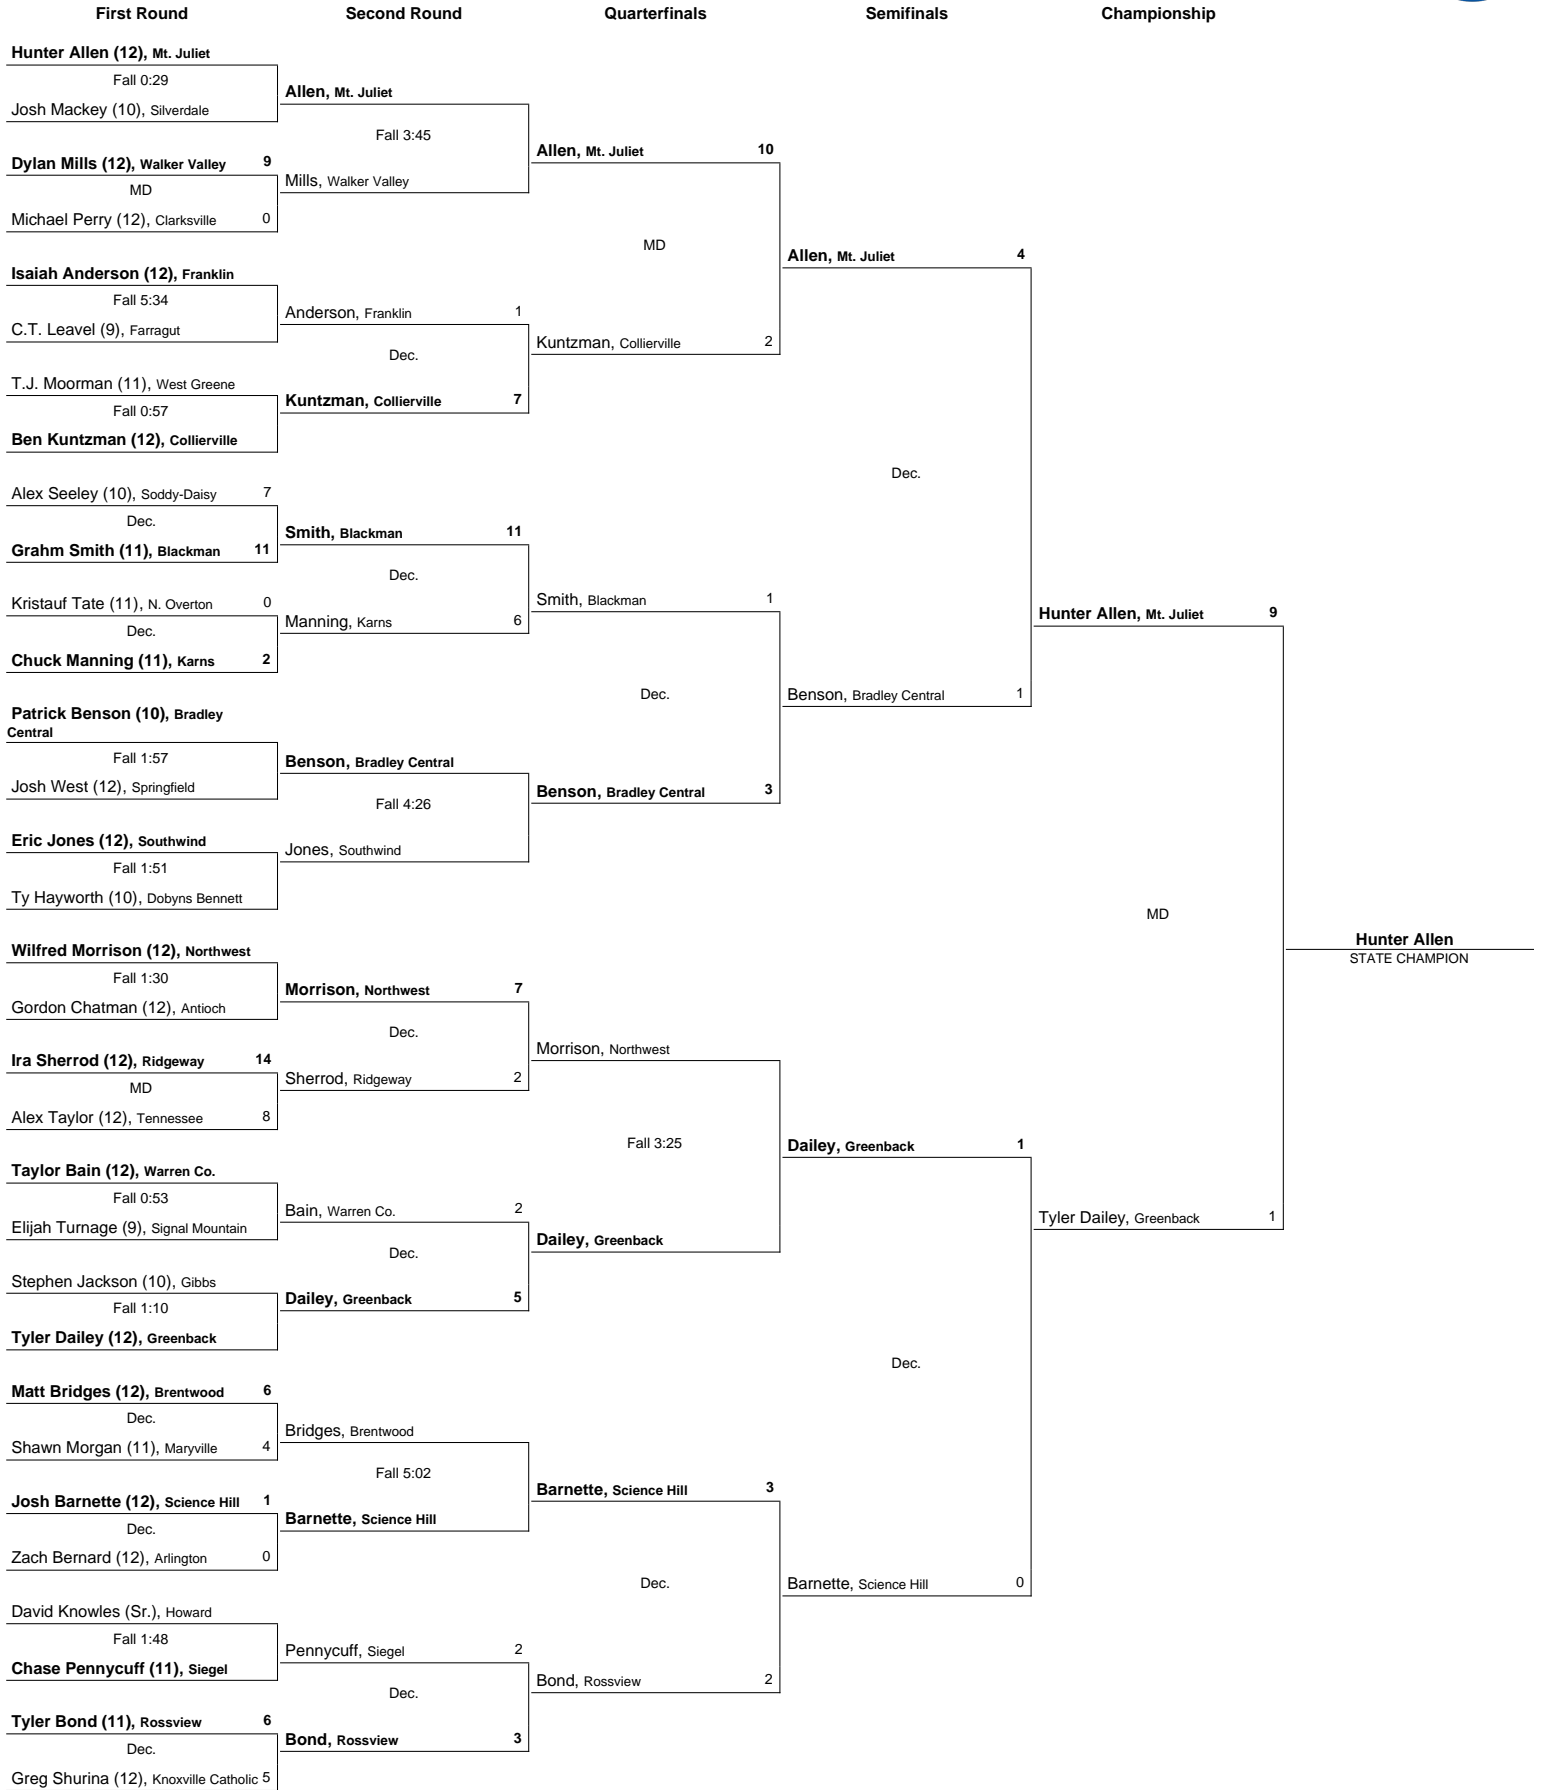 First Round Second Round Quarterfinals Semifinals Championship
Hunter Allen (12), Mt. Juliet
Fall 0:29
Josh Mackey (10), Silverdale
Dylan Mills (12), Walker Valley 9
MD
Michael Perry (12), Clarksville 0
Isaiah Anderson (12), Franklin
Fall 5:34
C.T. Leavel (9), Farragut
T.J. Moorman (11), West Greene
Fall 0:57
Ben Kuntzman (12), Collierville
Alex Seeley (10), Soddy-Daisy 7
Dec.
Grahm Smith (11), Blackman 11
Kristauf Tate (11), N. Overton 0
Dec.
Chuck Manning (11), Karns 2
Patrick Benson (10), Bradley
Central
Fall 1:57
Josh West (12), Springfield
Eric Jones (12), Southwind
Fall 1:51
Ty Hayworth (10), Dobyns Bennett
Wilfred Morrison (12), Northwest
Fall 1:30
Gordon Chatman (12), Antioch
Ira Sherrod (12), Ridgeway 14
MD
Alex Taylor (12), Tennessee 8
Taylor Bain (12), Warren Co.
Fall 0:53
Elijah Turnage (9), Signal Mountain
Stephen Jackson (10), Gibbs
Fall 1:10
Tyler Dailey (12), Greenback
Matt Bridges (12), Brentwood 6
Dec.
Shawn Morgan (11), Maryville 4
Josh Barnette (12), Science Hill 1
Dec.
Zach Bernard (12), Arlington 0
David Knowles (Sr.), Howard
Fall 1:48
Chase Pennycuff (11), Siegel
Tyler Bond (11), Rossview 6
Dec.
Greg Shurina (12), Knoxville Catholic 5
Allen, Mt. Juliet
Fall 3:45
Mills, Walker Valley
Anderson, Franklin 1
Dec.
Kuntzman, Collierville 7
Smith, Blackman 11
Dec.
Manning, Karns 6
Benson, Bradley Central
Fall 4:26
Jones, Southwind
Morrison, Northwest 7
Dec.
Sherrod, Ridgeway 2
Bain, Warren Co. 2
Dec.
Dailey, Greenback 5
Bridges, Brentwood
Fall 5:02
Barnette, Science Hill
Pennycuff, Siegel 2
Dec.
Bond, Rossview 3
Allen, Mt. Juliet 10
MD
Kuntzman, Collierville 2
Smith, Blackman 1
Dec.
Benson, Bradley Central 3
Morrison, Northwest
Fall 3:25
Dailey, Greenback
Barnette, Science Hill 3
Dec.
Bond, Rossview 2
Allen, Mt. Juliet 4
Dec.
Benson, Bradley Central 1
Dailey, Greenback 1
Dec.
Barnette, Science Hill 0
Hunter Allen, Mt. Juliet 9
MD
Tyler Dailey, Greenback 1
Hunter Allen
STATE CHAMPION